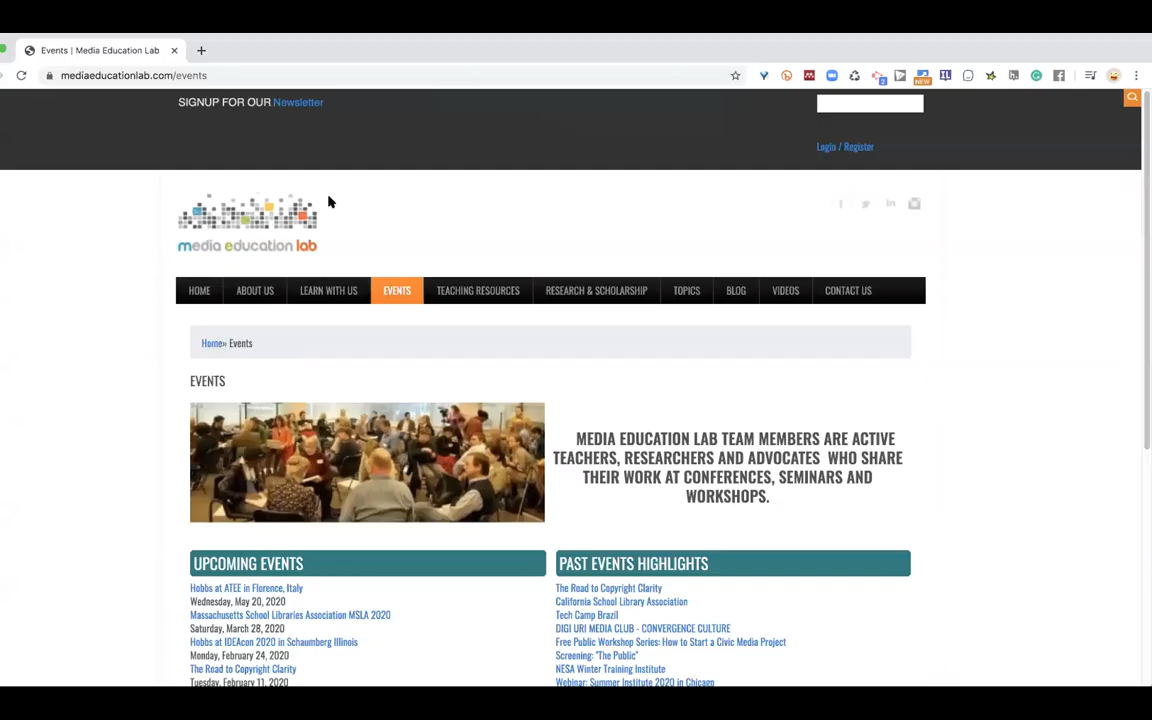 Events | Media Education Lab
mediaeducationlab.com/events
NEW
2
SIGNUP FOR OUR Newsletter
Login / Register
media education lab
HOME
ABOUT US
LEARN WITH US
EVENTS
TEACHING RESOURCES
RESEARCH & SCHOLARSHIP
TOPICS
BLOG
VIDEOS
CONTACT US
Home» Events
EVENTS
MEDIA EDUCATION LAB TEAM MEMBERS ARE ACTIVE
TEACHERS, RESEARCHERS AND ADVOCATES WHO SHARE
THEIR WORK AT CONFERENCES, SEMINARS AND
WORKSHOPS.
UPCOMING EVENTS
Hobbs at ATEE in Florence, Italy
Wednesday, May 20, 2020
Massachusetts School Libraries Association MSLA 2020
Saturday, March 28, 2020
Hobbs at IDEAcon 2020 in Schaumberg Illinois
Monday, February 24, 2020
The Road to Copyright Clarity
Tuesday, February 11, 2020
PAST EVENTS HIGHLIGHTS
The Road to Copyright Clarity
California School Library Association
Tech Camp Brazil
DIGI URI MEDIA CLUB - CONVERGENCE CULTURE
Free Public Workshop Series: How to Start a Civic Media Project
Screening: "The Public"
NESA Winter Training Institute
Webinar: Summer Institute 2020 in Chicago